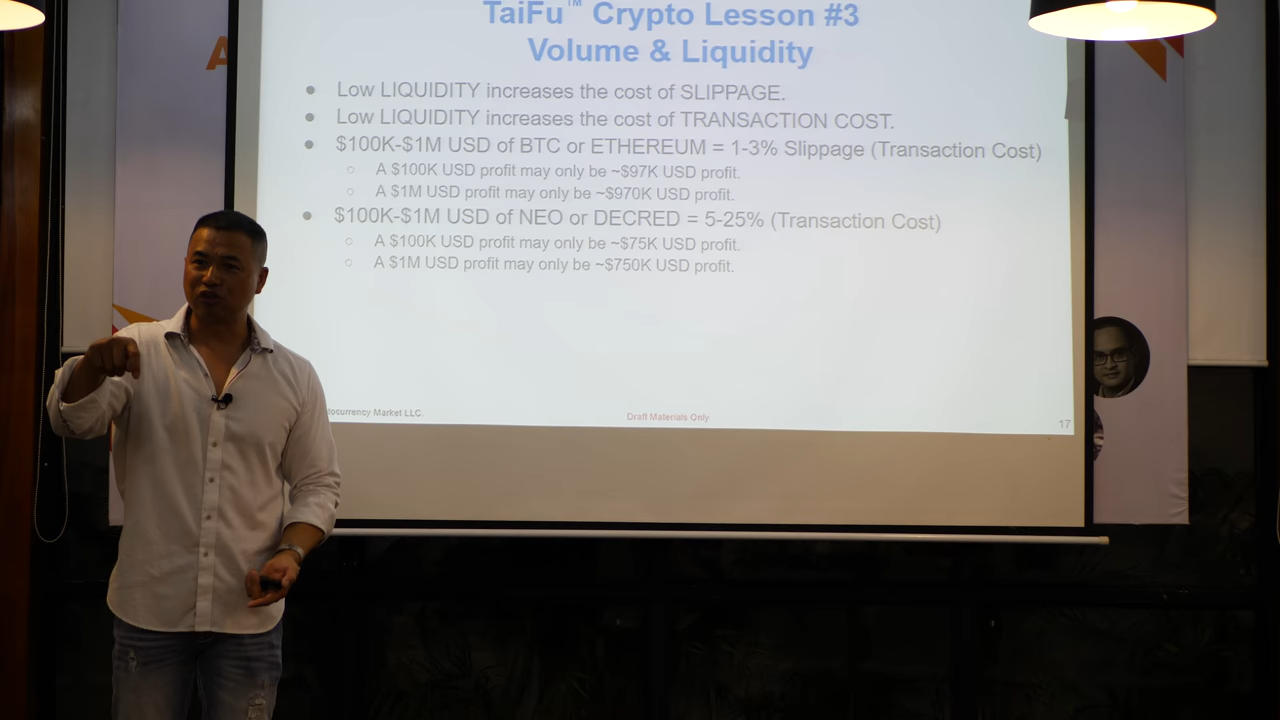 TaiFu™ Crypto Lesson #3
Volume & Liquidity
● Low LIQUIDITY increases the cost of SLIPPAGE.
● Low LIQUIDITY increases the cost of TRANSACTION COST.
● $100K-$1M USD of BTC or ETHEREUM = 1-3% Slippage (Transaction Cost)
○ A $100K USD profit may only be ~$97K USD profit.
○ A $1M USD profit may only be ~$970K USD profit.
● $100K-$1M USD of NEO or DECRED = 5-25% (Transaction Cost)
○ A $100K USD profit may only be ~$75K USD profit.
○ A $1M USD profit may only be ~$750K USD profit.
tocurrency Market LLC.
Draft Materials Only
17
A